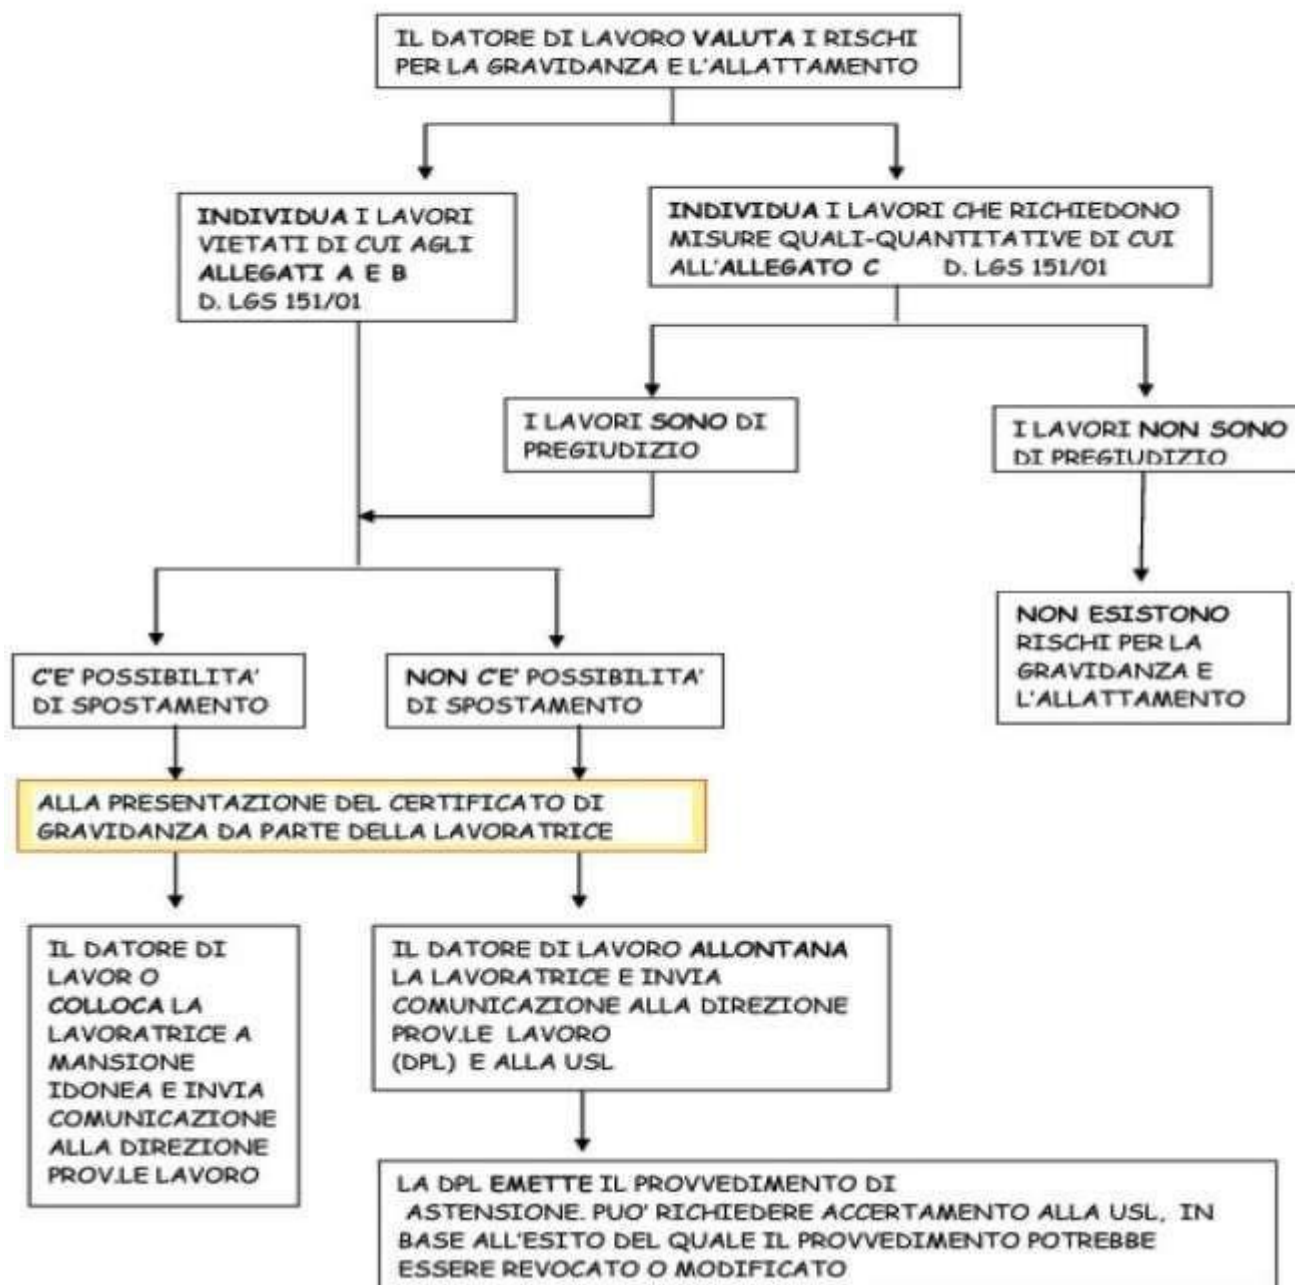 IL DATORE DI LAVORO VALUTA I RISCHI
PER LA GRAVIDANZA E L'ALLATTAMENTO
INDIVIDUA I LAVORI
VIETATI DI CUI AGLI
ALLEGATI A E B
D. LGS 151/01
INDIVIDUA I LAVORI CHE RICHIEDONO
MISURE QUALI-QUANTITATIVE DI CUI
ALL'ALLEGATO C D. LGS 151/01
I LAVORI SONO DI
PREGIUDIZIO
I LAVORI NON SONO
DI PREGIUDIZIO
NON ESISTONO
RISCHI PER LA
GRAVIDANZA E
L'ALLATTAMENTO
C'E' POSSIBILITA'
DI SPOSTAMENTO
NON C'E' POSSIBILITA'
DI SPOSTAMENTO
ALLA PRESENTAZIONE DEL CERTIFICATO DI
GRAVIDANZA DA PARTE DELLA LAVORATRICE
IL DATORE DI
LAVOR O
COLLOCA LA
LAVORATRICE A
MANSIONE
IDONEA E INVIA
COMUNICAZIONE
ALLA DIREZIONE
PROV.LE LAVORO
IL DATORE DI LAVORO ALLONTANA
LA LAVORATRICE E INVIA
COMUNICAZIONE ALLA DIREZIONE
PROV.LE LAVORO
(DPL) E ALLA USL
LA DPL EMETTE IL PROVVEDIMENTO DI
ASTENSIONE. PUO' RICHIEDERE ACCERTAMENTO ALLA USL, IN
BASE ALL'ESITO DEL QUALE IL PROVVEDIMENTO POTREBBE
ESSERE REVOCATO O MODIFICATO